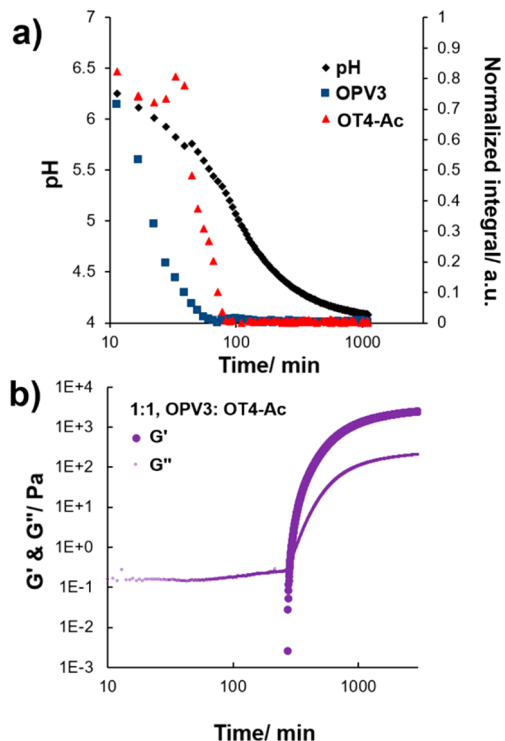 a)
7
6.5
6
5.5
5
4.5
4
pH
pH
OPV3
OT4-Ac
1
0.9
0.8
0.7
0.6
0.5
0.4
0.3
0.2
0.1
0
Normalized integral/ a.u.
10
100
1000
Time/ min
b)
1E+4
1E+3
1E+2
1E+1
1E+0
1E-1
1E-2
1E-3
G' & G''/ Pa
1:1, OPV3: OT4-Ac
G'
G''
10
100
1000
Time/ min